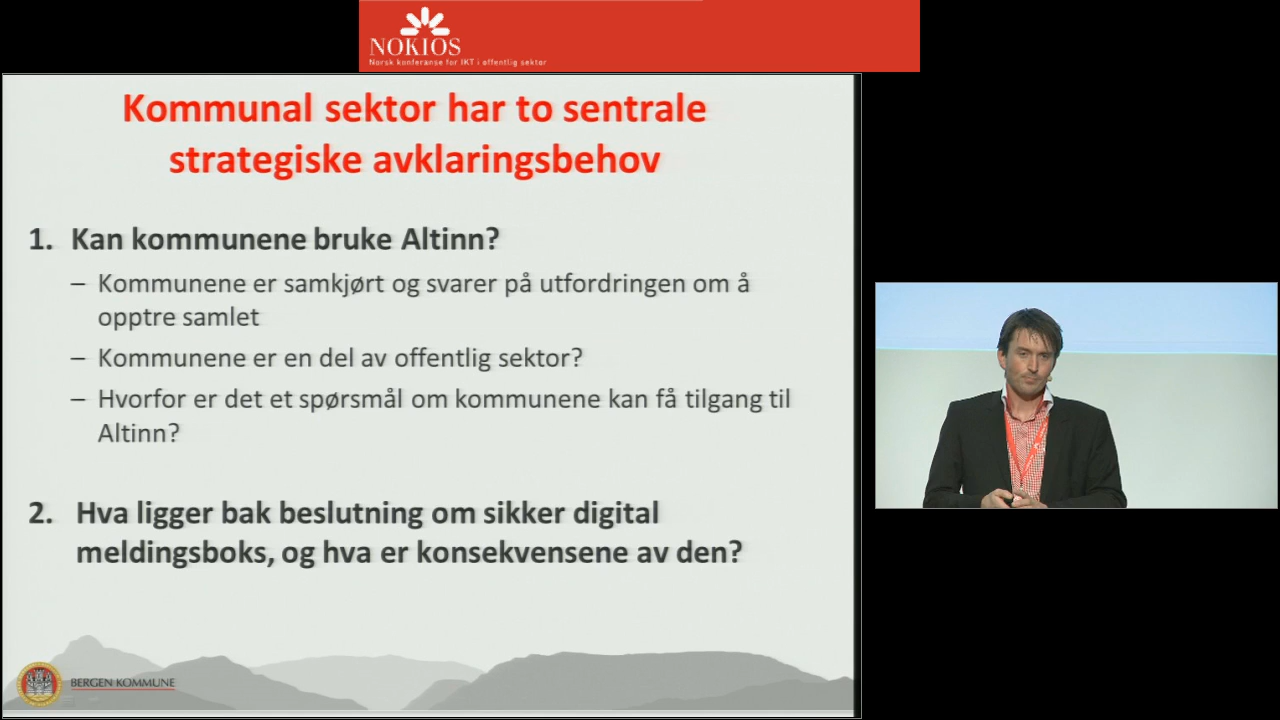 NOKIOS
Norsk konferanse for IKT i offentlig sektor
Kommunal sektor har to sentrale
strategiske avklaringsbehov
1. Kan kommunene bruke Altinn?
– Kommunene er samkjørt og svarer på utfordringen om å
opptre samlet
– Kommunene er en del av offentlig sektor?
– Hvorfor er det et spørsmål om kommunene kan få tilgang til
Altinn?
2. Hva ligger bak beslutning om sikker digital
meldingsboks, og hva er konsekvensene av den?
BERGEN KOMMUNE